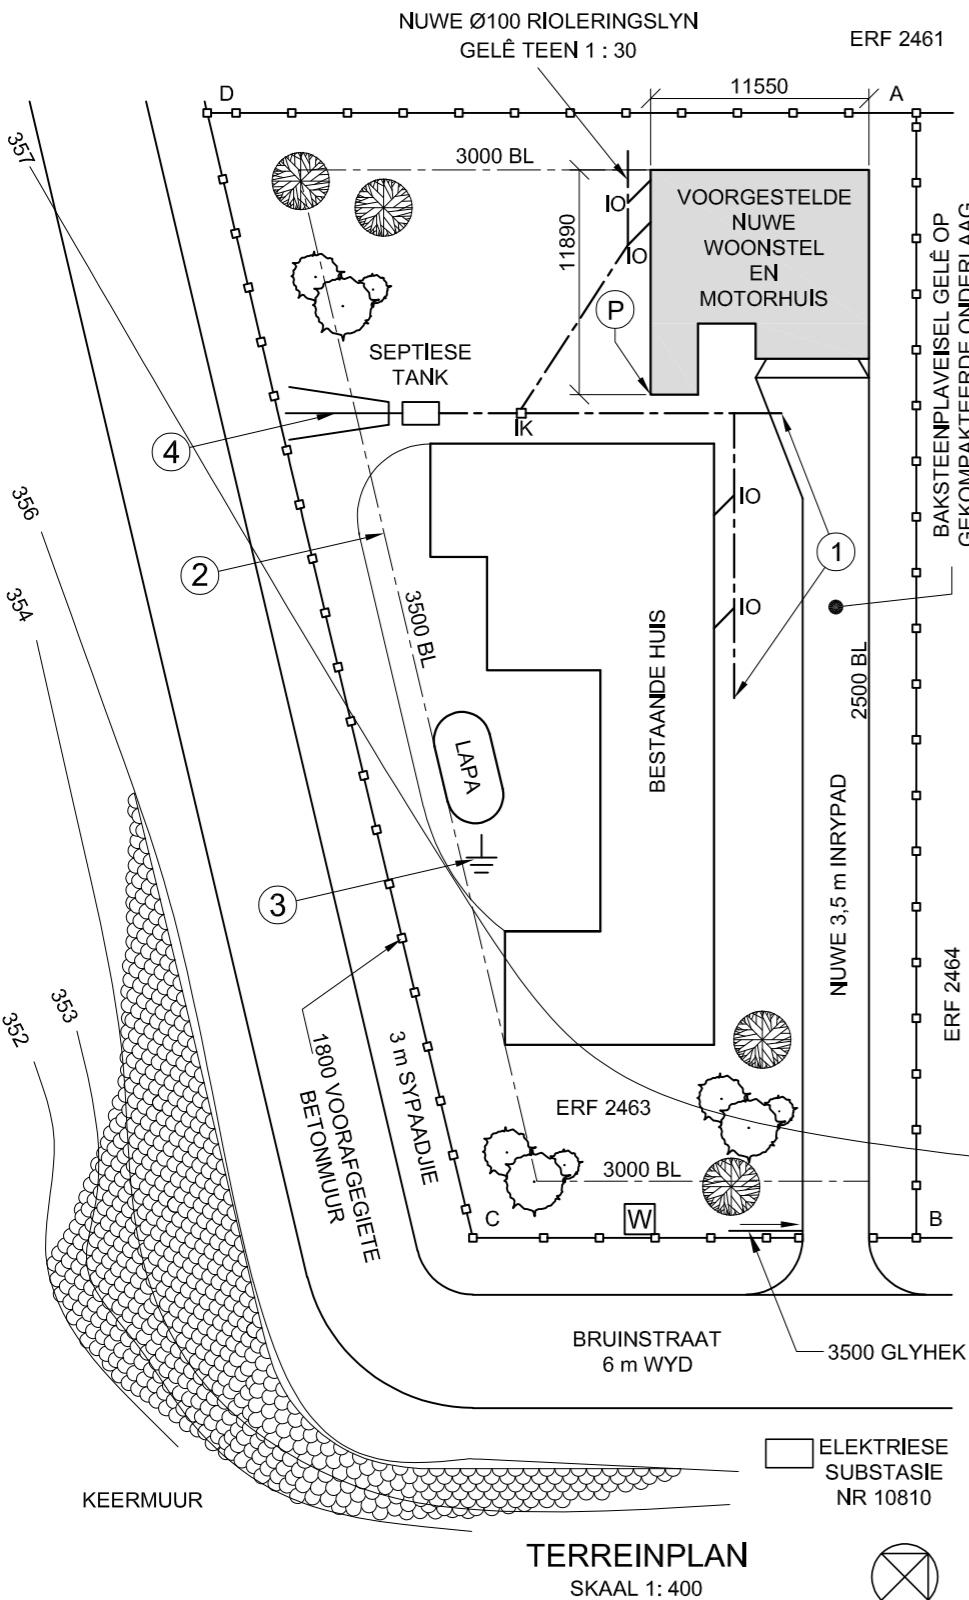 NUWE Ø100 RIOLERINGSLYN
GELÊ TEEN 1 : 30
ERF 2461
D
11550
A
357
3000 BL
IO
IO
11890
VOORGESTELDE
NUWE
WOONSTEL
EN
MOTORHUIS
BAKSTEENPLAVEISEL GELÊ OP
GEKOMPAKTEERDE ONDERLAAG
P
SEPTIESE
TANK
IK
4
356
IO
1
2
354
3500 BL
IO
BESTAANDE HUIS
2500 BL
LAPA
NUWE 3,5 m INRYPAD
3
ERF 2464
353
352
1800 VOORAFGEGIETE
BETONMUUR
3 m SYPAADJIE
ERF 2463
3000 BL
C
W
B
BRUINSTRAAT
6 m WYD
3500 GLYHEK
ELEKTRIESE
SUBSTASIE
NR 10810
KEERMUUR
TERREINPLAN
SKAAL 1: 400